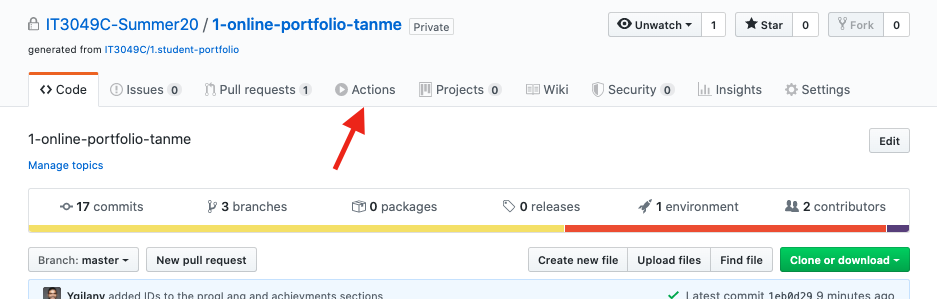 IT3049C-Summer20 / 1-online-portfolio-tanme Private Unwatch 1 Star 0 Fork 0
generated from IT3049C/1.student-portfolio
Code Issues 0 Pull requests 1 Actions Projects 0 Wiki Security 0 Insights Settings
1-online-portfolio-tanme Edit
Manage topics
17 commits 3 branches 0 packages 0 releases 1 environment 2 contributors
Branch: master New pull request Create new file Upload files Find file Clone or download
Yqilany added IDs to the progLang and achievments sections Latest commit 1eb0d29 9 minutes ago